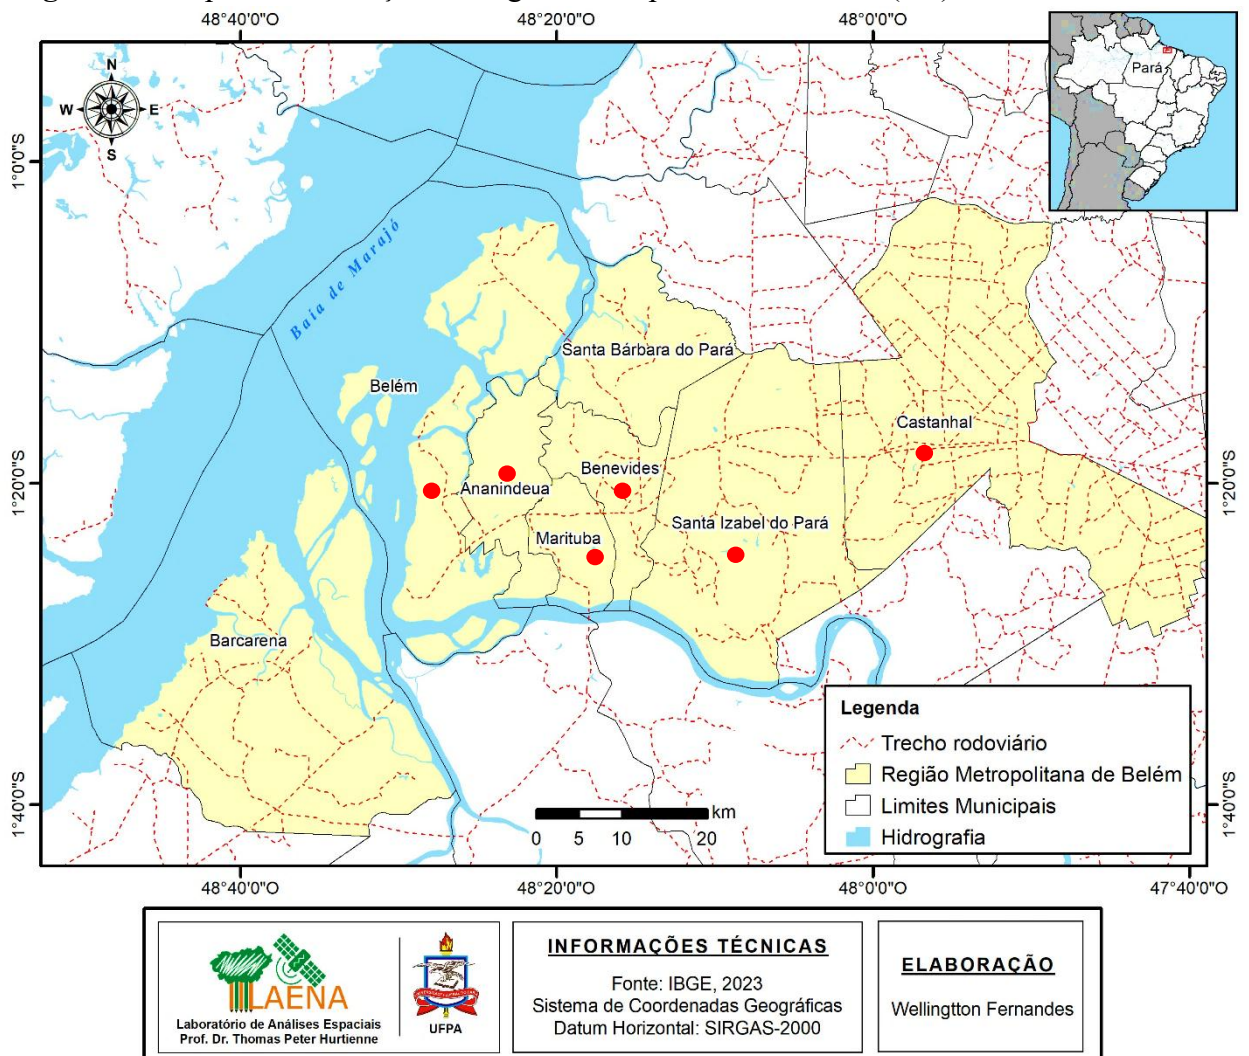 48°40'0"O
48°20'0"O
48°0'0"O
N
W
E
S
Pará
1°0'0"S
Baia de Marajó
Santa Bárbara do Pará
Belém
Castanhal
Benevides
1°20'0"S
1°20'0"S
Ananindeua
Santa Izabel do Pará
Marituba
Barcarena
Legenda
Trecho rodoviário
Região Metropolitana de Belém
Limites Municipais
Hidrografia
km
0 5 10 20
1°40'0"S
1°40'0"S
48°40'0"O
48°20'0"O
48°0'0"O
47°40'0"O
LAENA
Laboratório de Análises Espaciais
Prof. Dr. Thomas Peter Hurtienne
UFPA
INFORMAÇÕES TÉCNICAS
Fonte: IBGE, 2023
Sistema de Coordenadas Geográficas
Datum Horizontal: SIRGAS-2000
ELABORAÇÃO
Wellingtton Fernandes